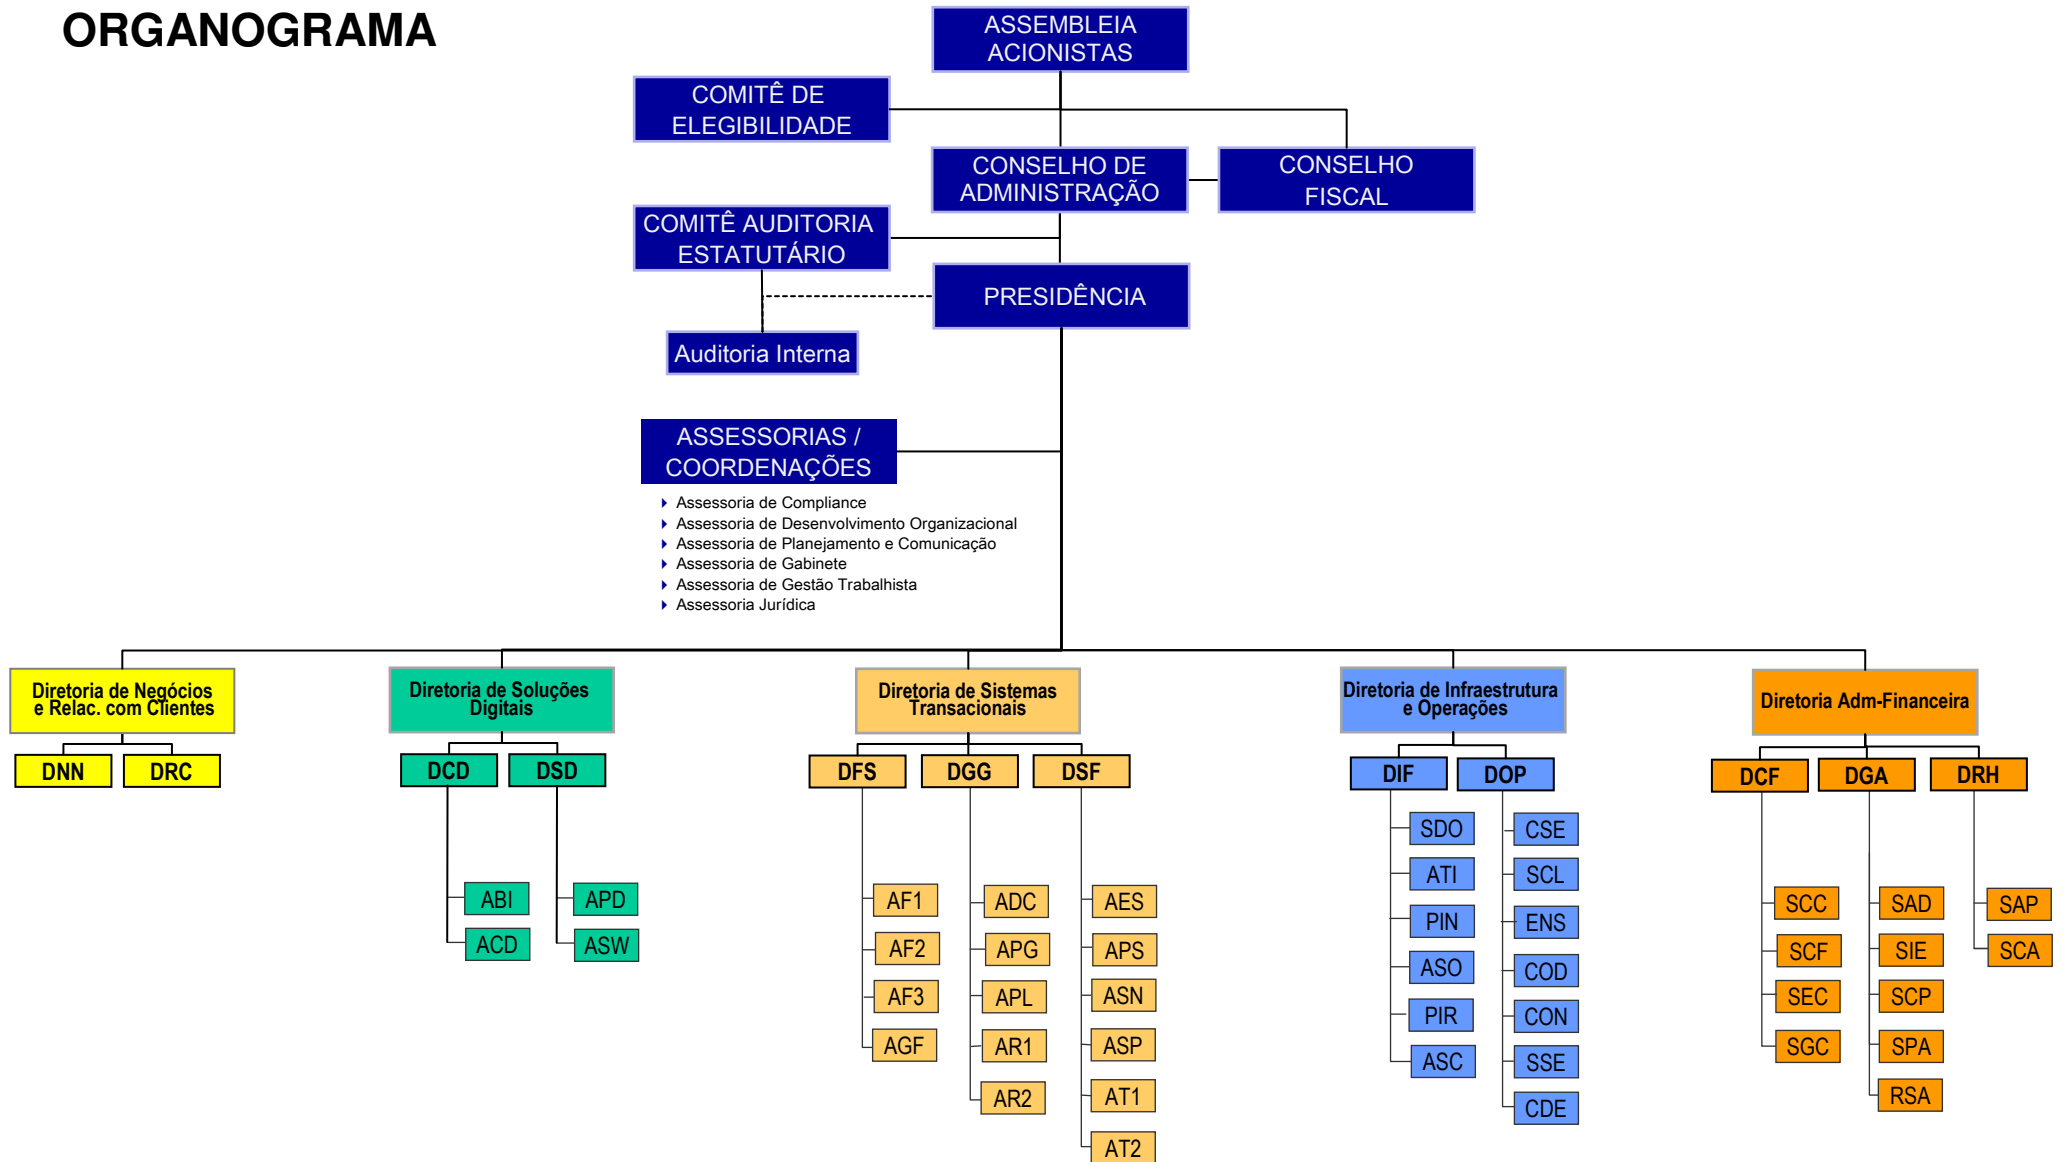 ORGANOGRAMA
ASSEMBLEIA
ACIONISTAS
COMITÊ DE
ELEGIBILIDADE
CONSELHO DE
ADMINISTRAÇÃO
CONSELHO
FISCAL
COMITÊ AUDITORIA
ESTATUTÁRIO
PRESIDÊNCIA
Auditoria Interna
ASSESSORIAS /
COORDENAÇÕES
Assessoria de Compliance
Assessoria de Desenvolvimento Organizacional
Assessoria de Planejamento e Comunicação
Assessoria de Gabinete
Assessoria de Gestão Trabalhista
Assessoria Jurídica
Diretoria de Negócios
e Relac. com Clientes
DNN
DRC
Diretoria de Soluções
Digitais
DCD
DSD
ABI
ACD
APD
ASW
Diretoria de Sistemas
Transacionais
DFS
DGG
DSF
AF1
AF2
AF3
AGF
ADC
APG
APL
AR1
AR2
AES
APS
ASN
ASP
AT1
AT2
Diretoria de Infraestrutura
e Operações
DIF
DOP
SDO
ATI
PIN
ASO
PIR
ASC
CSE
SCL
ENS
COD
CON
SSE
CDE
Diretoria Adm-Financeira
DCF
DGA
DRH
SCC
SCF
SEC
SGC
SAD
SIE
SCP
SPA
RSA
SAP
SCA